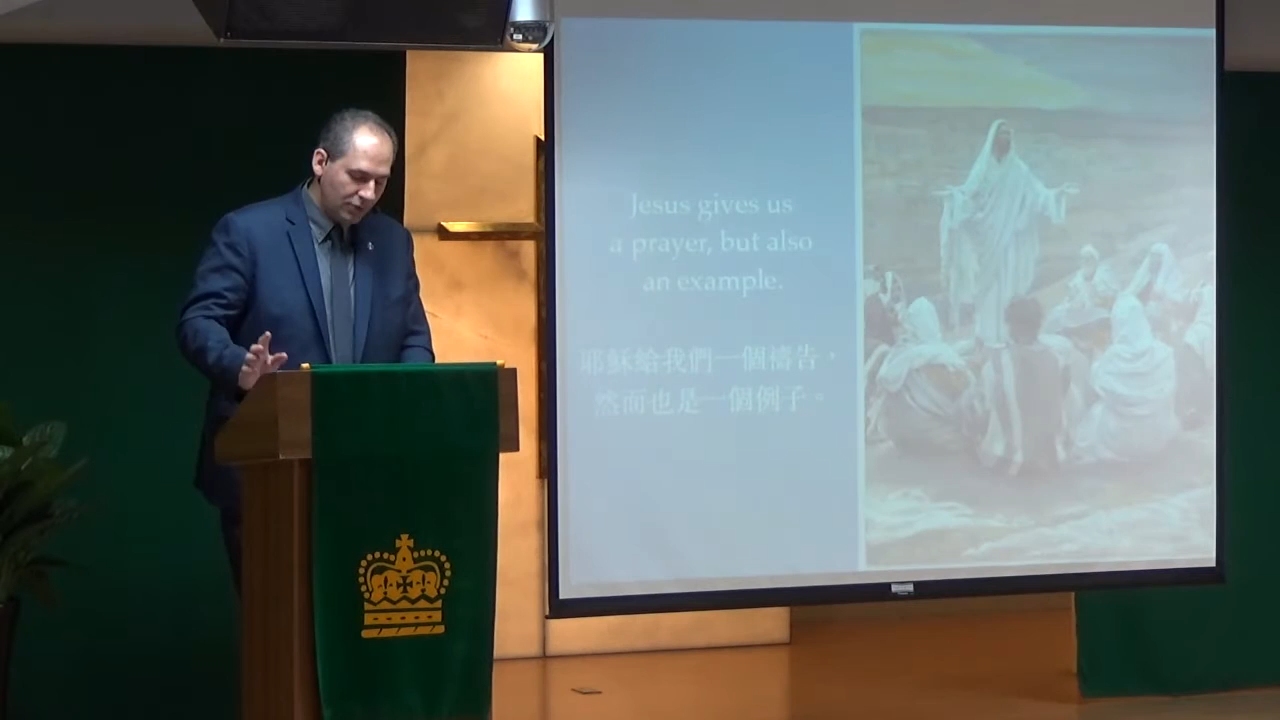 Jesus gives us
a prayer, but also
an example.
耶穌給我們一個禱告，
然而也是一個例子。